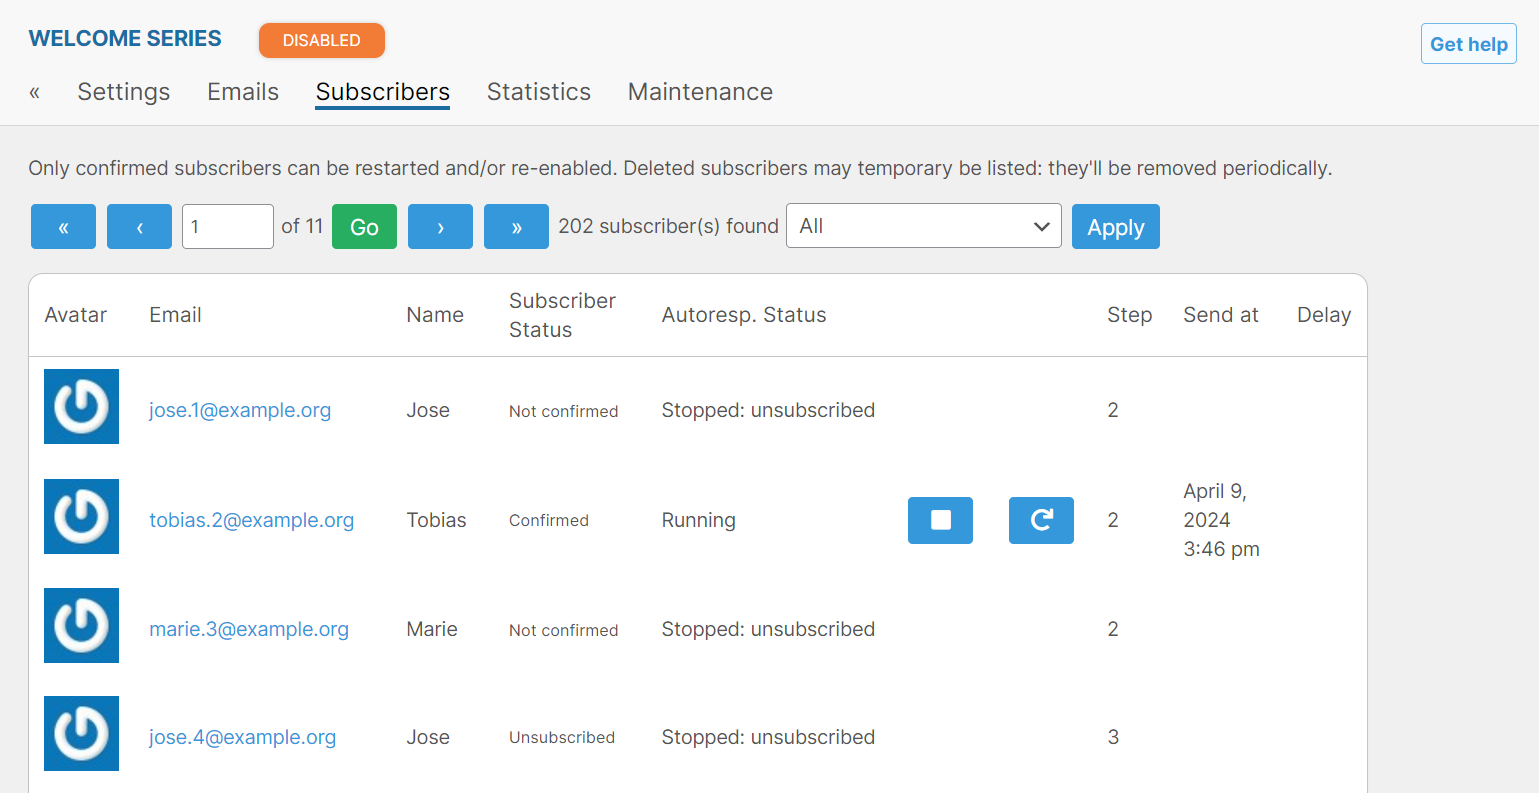 WELCOME SERIES DISABLED Get help
« Settings Emails Subscribers Statistics Maintenance
Only confirmed subscribers can be restarted and/or re-enabled. Deleted subscribers may temporary be listed: they'll be removed periodically.
« ‹ 1 of 11 Go › » 202 subscriber(s) found All Apply
Avatar Email Name Subscriber Status Autoresp. Status Step Send at Delay
jose.1@example.org Jose Not confirmed Stopped: unsubscribed 2
tobias.2@example.org Tobias Confirmed Running 2 April 9, 2024 3:46 pm
marie.3@example.org Marie Not confirmed Stopped: unsubscribed 2
jose.4@example.org Jose Unsubscribed Stopped: unsubscribed 3